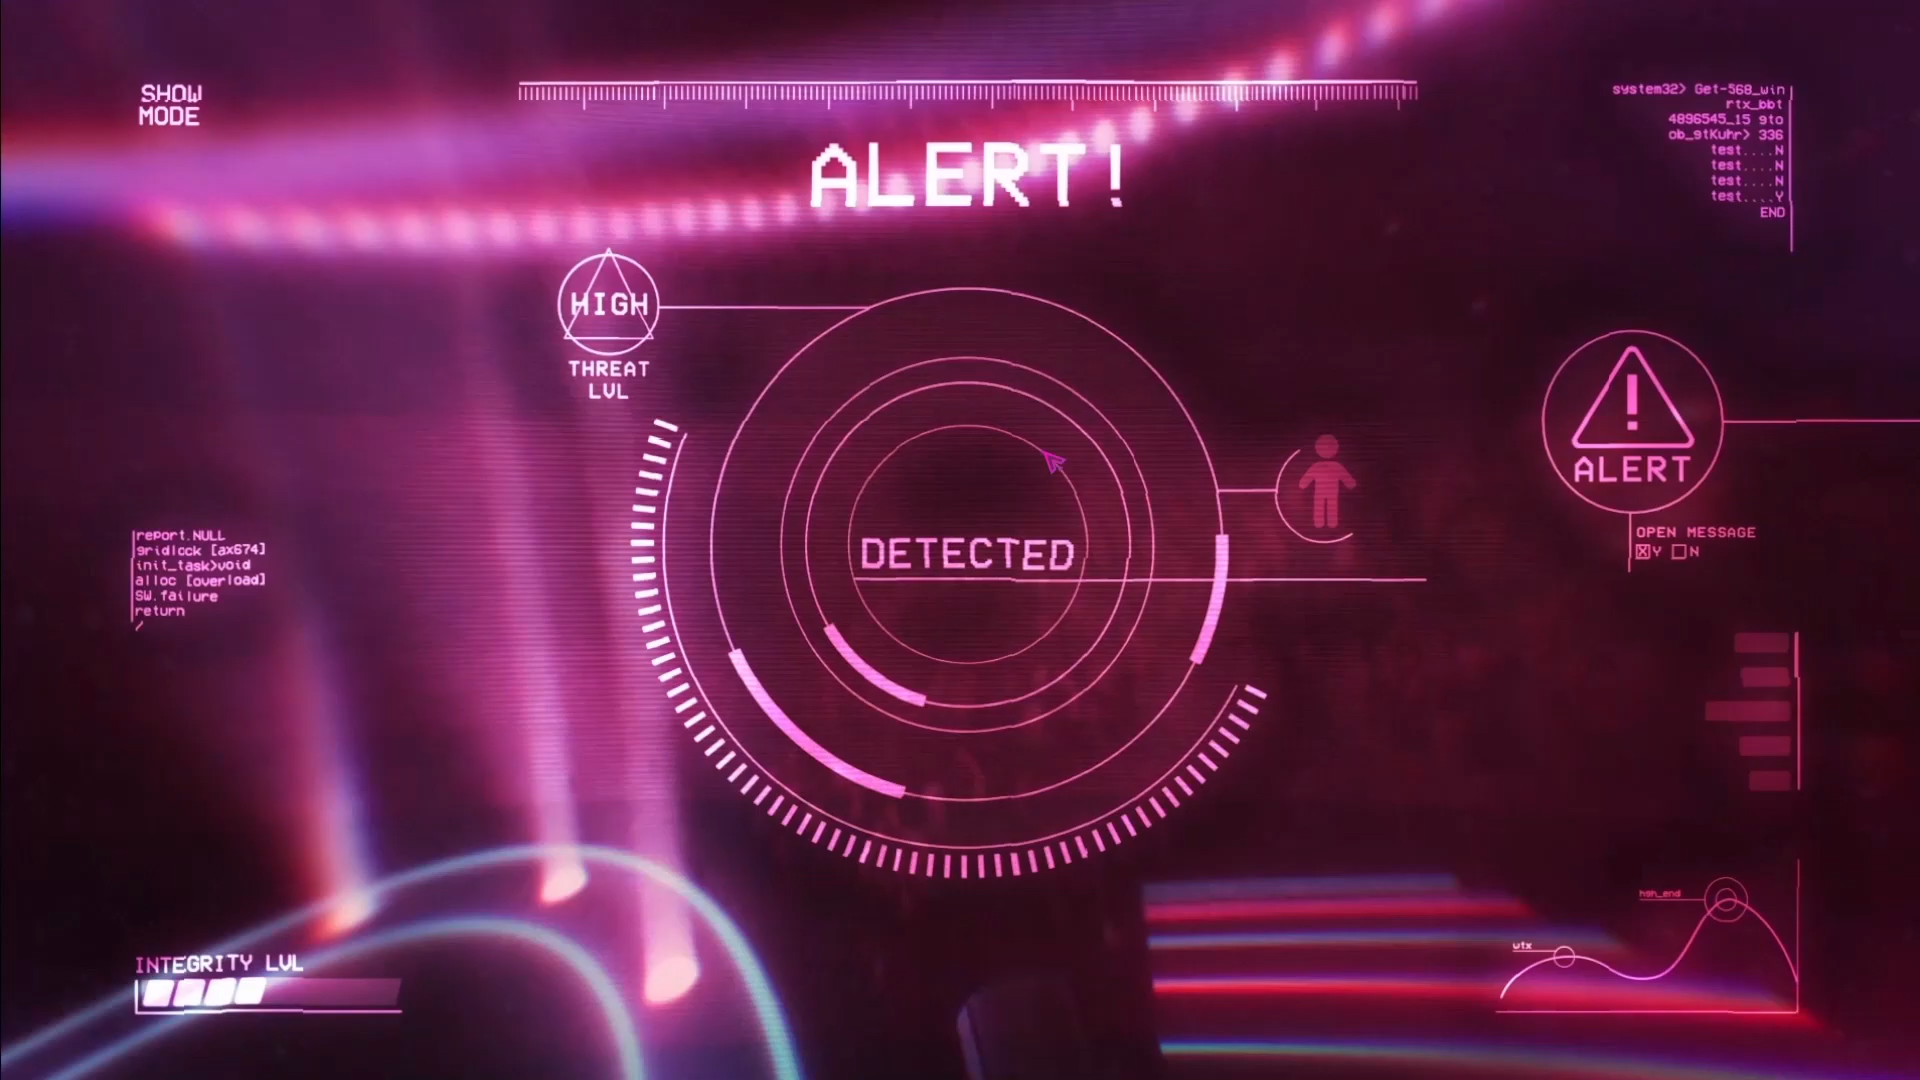 SHOW
MODE
ALERT!
system32> Get-568_win
rtx_bbt
4896545_15 9to
ob_9tKuhr> 336
test....N
test....N
test....N
test....Y
END
HIGH
THREAT
LVL
ALERT
DETECTED
OPEN MESSAGE
Y N
report.NULL
gridlock [ax674]
init_task>void
alloc [overload]
SW.failure
return
hgh_end
INTEGRITY LVL